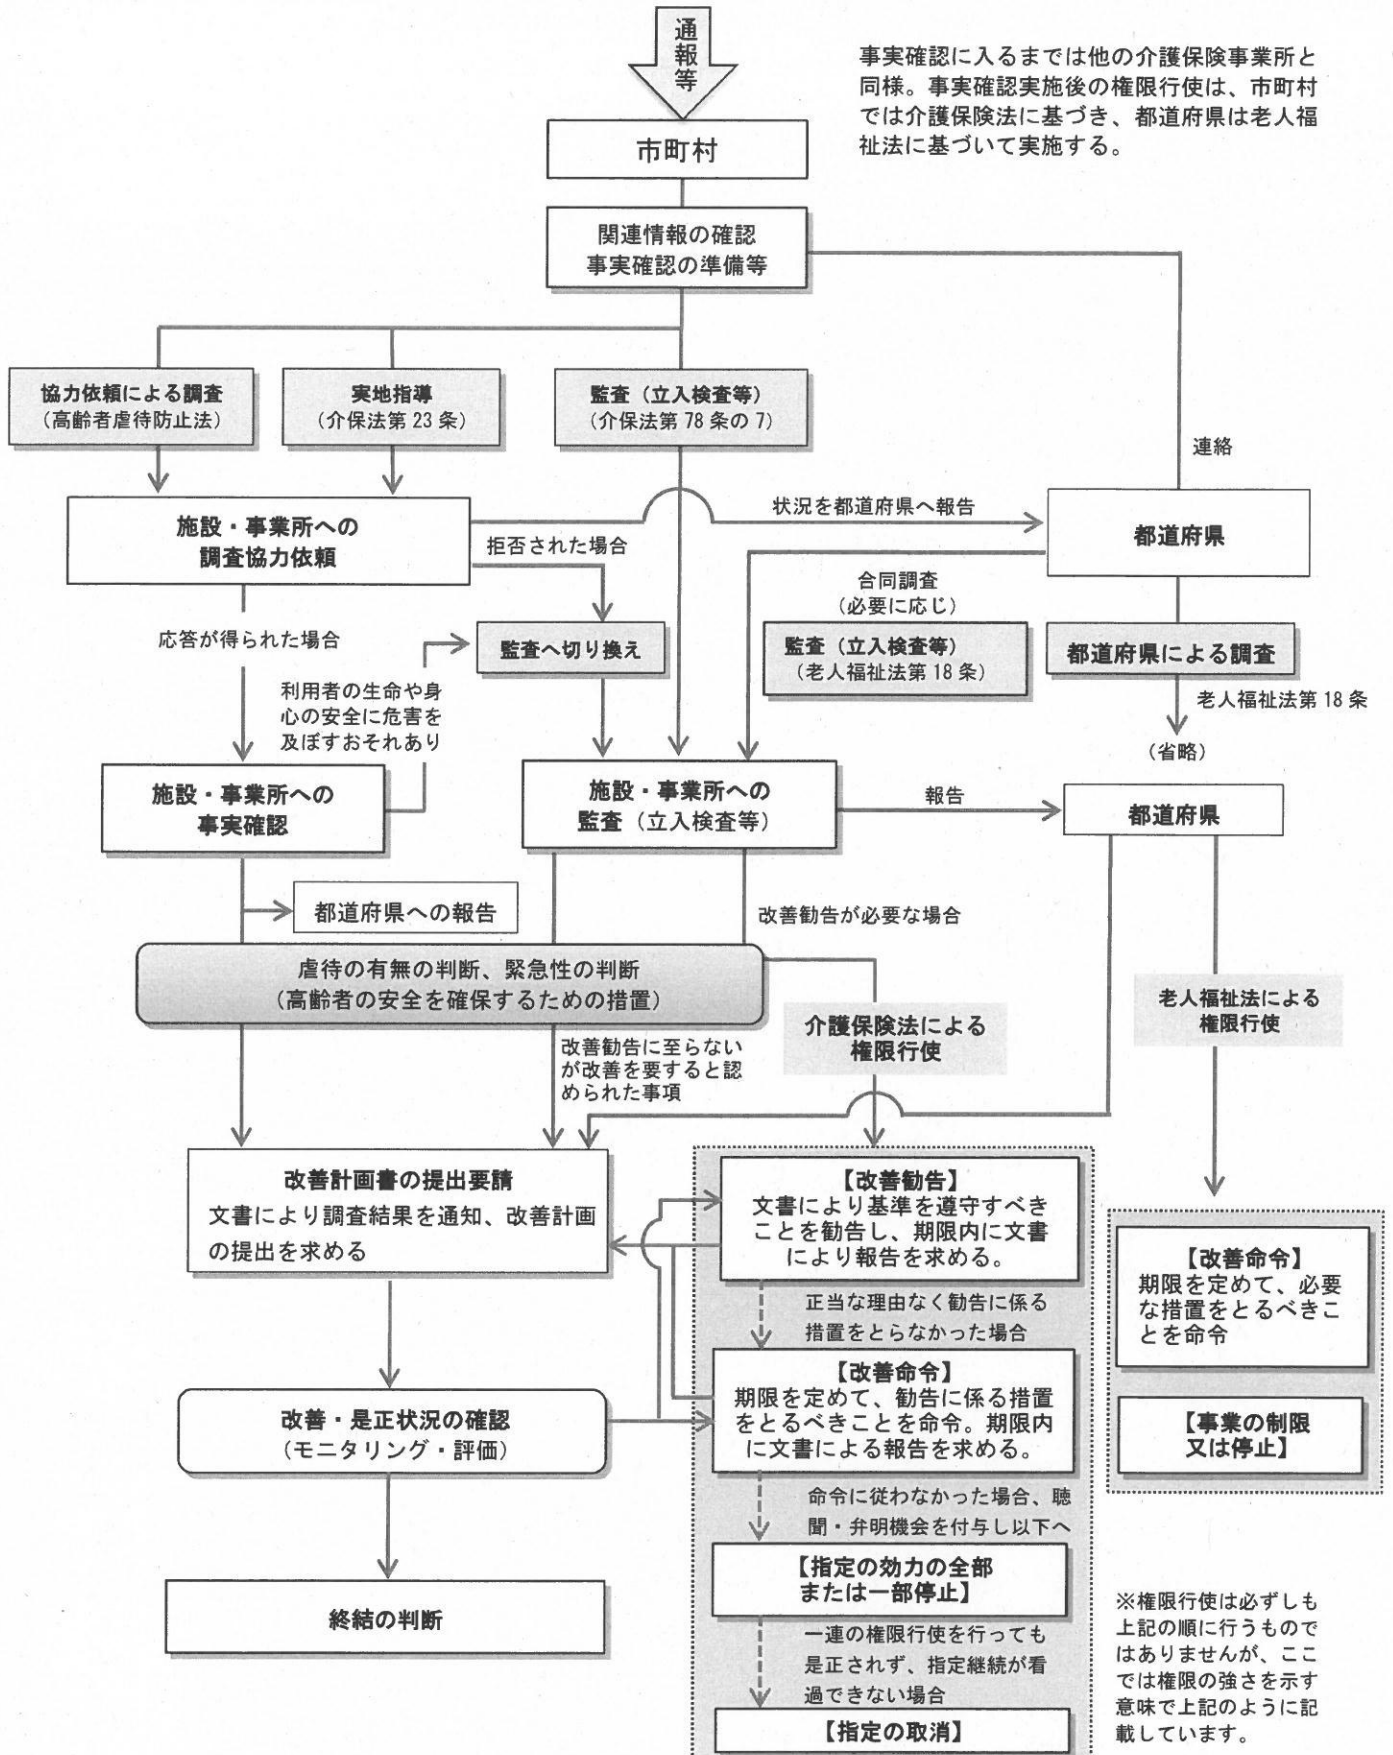 通報等
事実確認に入るまでは他の介護保険事業所と
同様。事実確認実施後の権限行使は、市町村
では介護保険法に基づき、都道府県は老人福
祉法に基づいて実施する。
市町村
関連情報の確認
事実確認の準備等
協力依頼による調査
（高齢者虐待防止法）
実地指導
（介保法第 23 条）
監査（立入検査等）
（介保法第 78 条の 7）
連絡
施設・事業所への
調査協力依頼
状況を都道府県へ報告
拒否された場合
都道府県
合同調査
（必要に応じ）
応答が得られた場合
監査へ切り換え
監査（立入検査等）
（老人福祉法第 18 条）
都道府県による調査
老人福祉法第 18 条
（省略）
利用者の生命や身
心の安全に危害を
及ぼすおそれあり
施設・事業所への
事実確認
施設・事業所への
監査（立入検査等）
報告
都道府県
都道府県への報告
改善勧告が必要な場合
虐待の有無の判断、緊急性の判断
（高齢者の安全を確保するための措置）
介護保険法による
権限行使
老人福祉法による
権限行使
改善勧告に至らない
が改善を要すると認
められた事項
改善計画書の提出要請
文書により調査結果を通知、改善計画
の提出を求める
【改善勧告】
文書により基準を遵守すべき
ことを勧告し、期限内に文書
により報告を求める。
正当な理由なく勧告に係る
措置をとらなかった場合
【改善命令】
期限を定めて、必要
な措置をとるべきこ
とを命令
【改善命令】
期限を定めて、勧告に係る措置
をとるべきことを命令。期限内
に文書による報告を求める。
改善・是正状況の確認
（モニタリング・評価）
【事業の制限
又は停止】
命令に従わなかった場合、聴
聞・弁明機会を付与し以下へ
【指定の効力の全部
または一部停止】
終結の判断
一連の権限行使を行っても
是正されず、指定継続が看
過できない場合
【指定の取消】
※権限行使は必ずしも
上記の順に行うもので
はありませんが、ここ
では権限の強さを示す
意味で上記のように記
載しています。